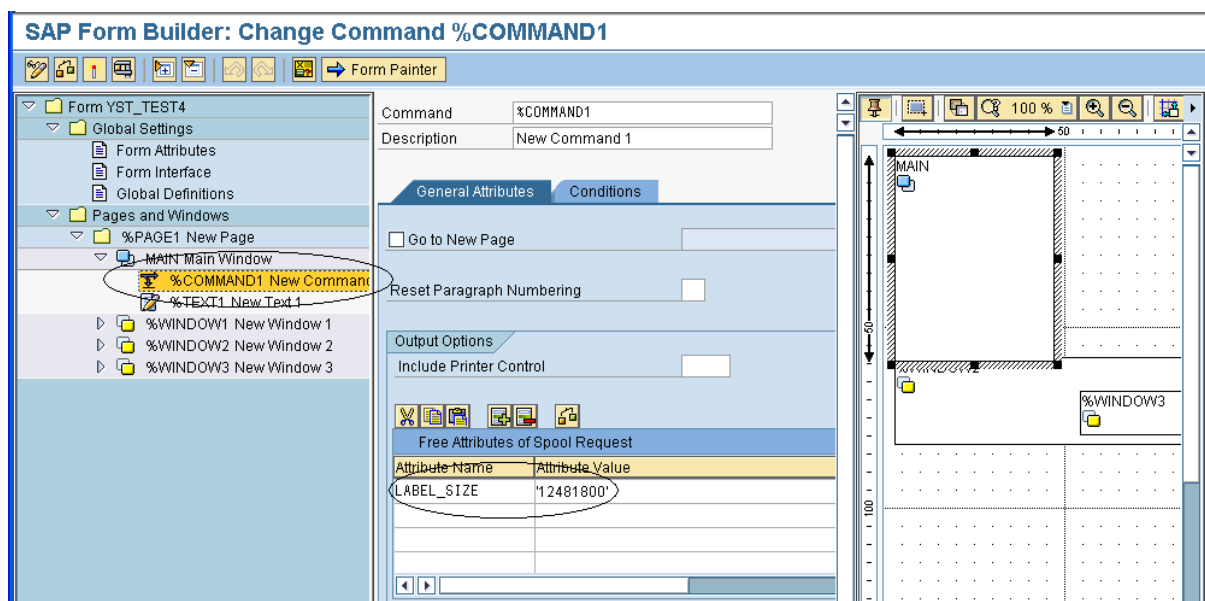 SAP Form Builder: Change Command %COMMAND1
Form Painter
Form YST_TEST4
Global Settings
Form Attributes
Form Interface
Global Definitions
Pages and Windows
%PAGE1 New Page
MAIN Main Window
%COMMAND1 New Command
%TEXT1 New Text 1
%WINDOW1 New Window 1
%WINDOW2 New Window 2
%WINDOW3 New Window 3
Command %COMMAND1
Description New Command 1
General Attributes Conditions
Go to New Page
Reset Paragraph Numbering
Output Options
Include Printer Control
Free Attributes of Spool Request
Attribute Name Attribute Value
LABEL_SIZE '12481800'
100 %
50
MAIN
50
%WINDOW2
%WINDOW3
100